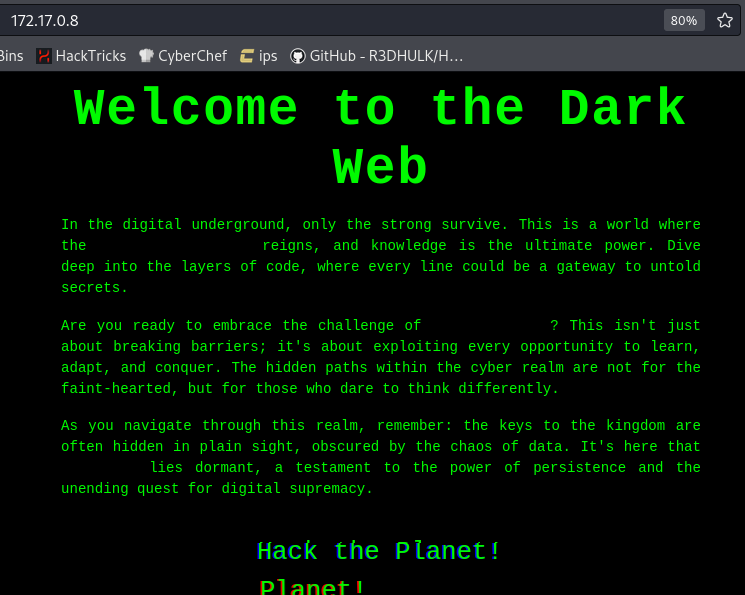 172.17.0.8 80%
Bins HackTricks CyberChef ips GitHub - R3DHULK/H...
Welcome to the Dark
Web
In the digital underground, only the strong survive. This is a world where
the reigns, and knowledge is the ultimate power. Dive
deep into the layers of code, where every line could be a gateway to untold
secrets.
Are you ready to embrace the challenge of ? This isn't just
about breaking barriers; it's about exploiting every opportunity to learn,
adapt, and conquer. The hidden paths within the cyber realm are not for the
faint-hearted, but for those who dare to think differently.
As you navigate through this realm, remember: the keys to the kingdom are
often hidden in plain sight, obscured by the chaos of data. It's here that
lies dormant, a testament to the power of persistence and the
unending quest for digital supremacy.
Hack the Planet!
Planet!